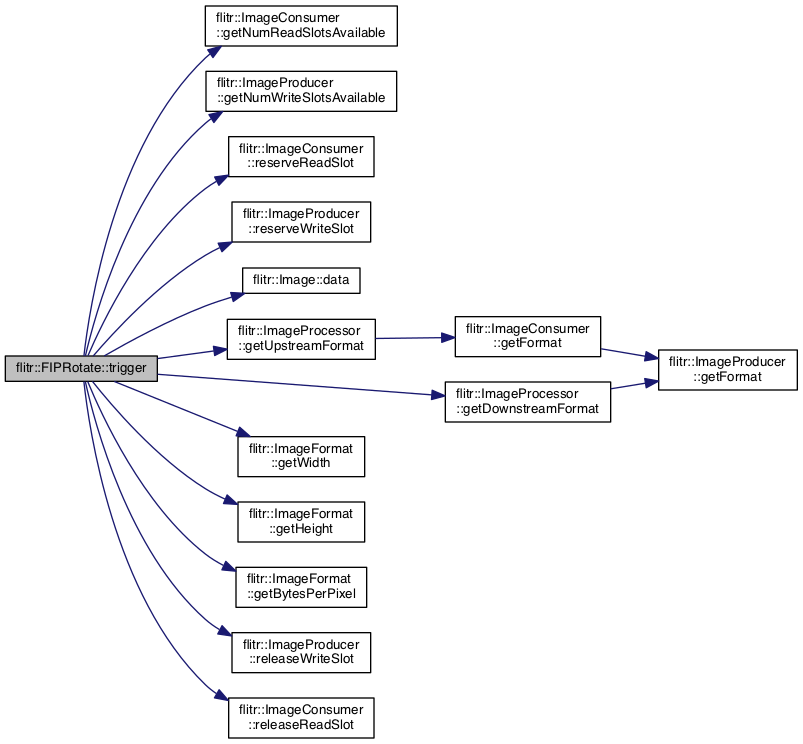 flitr::ImageConsumer
::getNumReadSlotsAvailable
flitr::ImageProducer
::getNumWriteSlotsAvailable
flitr::ImageConsumer
::reserveReadSlot
flitr::ImageProducer
::reserveWriteSlot
flitr::Image::data
flitr::ImageProcessor
::getUpstreamFormat
flitr::ImageConsumer
::getFormat
flitr::ImageProducer
::getFormat
flitr::FIPRotate::trigger
flitr::ImageProcessor
::getDownstreamFormat
flitr::ImageFormat
::getWidth
flitr::ImageFormat
::getHeight
flitr::ImageFormat
::getBytesPerPixel
flitr::ImageProducer
::releaseWriteSlot
flitr::ImageConsumer
::releaseReadSlot